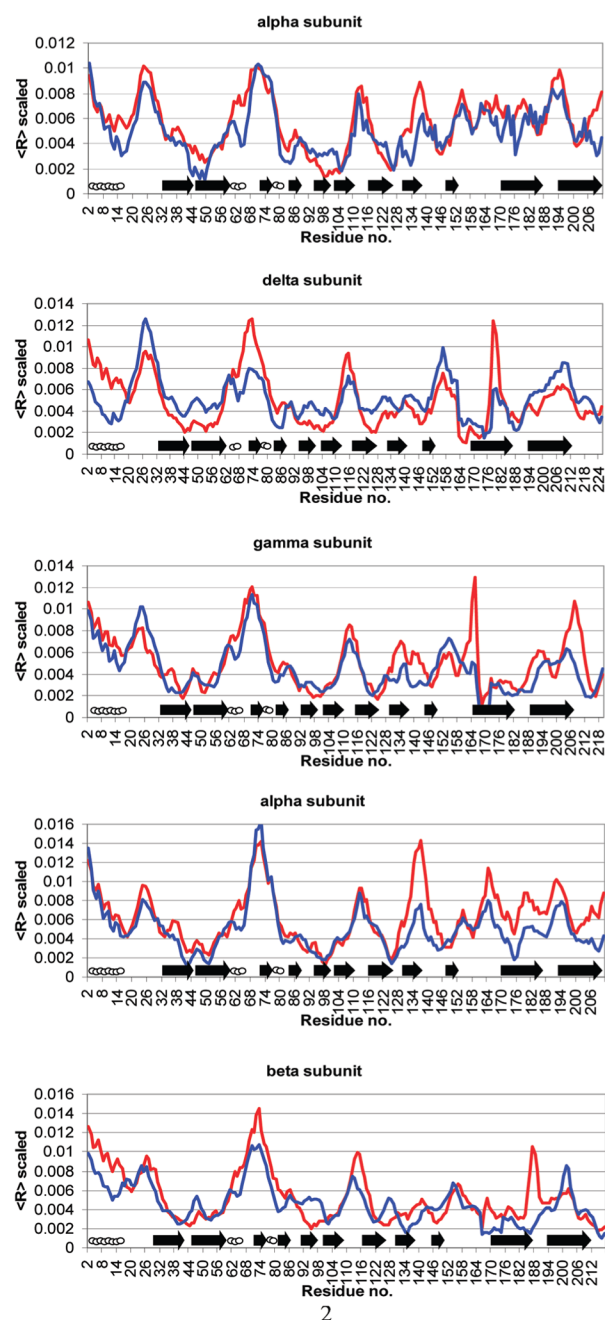 alpha subunit
<R> scaled
0.012
0.01
0.008
0.006
0.004
0.002
0
2 8 14 20 26 32 38 44 50 56 62 68 74 80 86 92 98 104 110 116 122 128 134 140 146 152 158 164 170 176 182 188 194 200 206
Residue no.
delta subunit
<R> scaled
0.014
0.012
0.01
0.008
0.006
0.004
0.002
0
2 8 14 20 26 32 38 44 50 56 62 68 74 80 86 92 98 104 110 116 122 128 134 140 146 152 158 164 170 176 182 188 194 200 206 212 218 224
Residue no.
gamma subunit
<R> scaled
0.014
0.012
0.01
0.008
0.006
0.004
0.002
0
2 8 14 20 26 32 38 44 50 56 62 68 74 80 86 92 98 104 110 116 122 128 134 140 146 152 158 164 170 176 182 188 194 200 206 212 218
Residue no.
alpha subunit
<R> scaled
0.016
0.014
0.012
0.01
0.008
0.006
0.004
0.002
0
2 8 14 20 26 32 38 44 50 56 62 68 74 80 86 92 98 104 110 116 122 128 134 140 146 152 158 164 170 176 182 188 194 200 206
Residue no.
beta subunit
<R> scaled
0.016
0.014
0.012
0.01
0.008
0.006
0.004
0.002
0
2 8 14 20 26 32 38 44 50 56 62 68 74 80 86 92 98 104 110 116 122 128 134 140 146 152 158 164 170 176 182 188 194 200 206 212
Residue no.
2